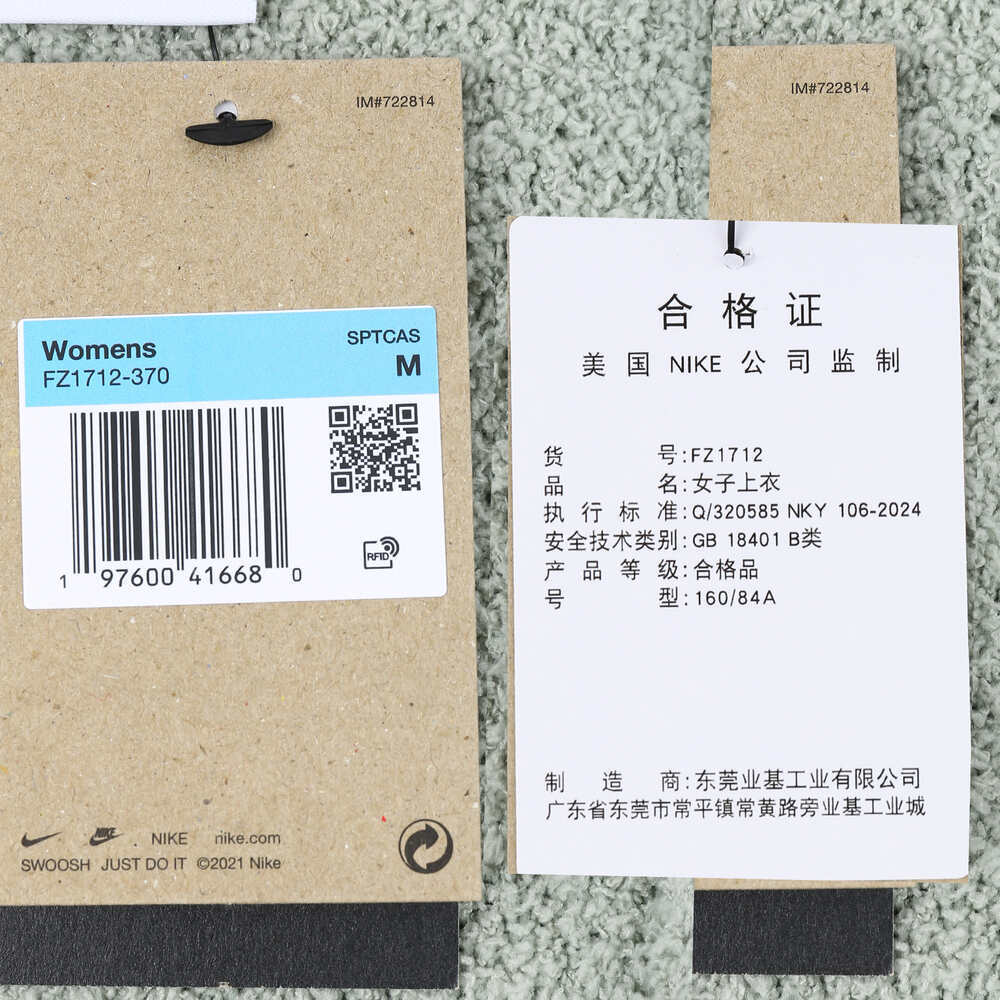 IM#722814
Womens
SPTCAS
FZ1712-370
M
RFID
1 97600 41668 0
NIKE
NIKE nike.com
SWOOSH JUST DO IT ©2021 Nike
IM#722814
合格证
美国NIKE公司监制
货号:FZ1712
品名:女子上衣
执行标准:Q/320585 NKY 106-2024
安全技术类别:GB 18401 B类
产品等级:合格品
号型:160/84A
制造商:东莞业基工业有限公司
广东省东莞市常平镇常黄路旁业基工业城